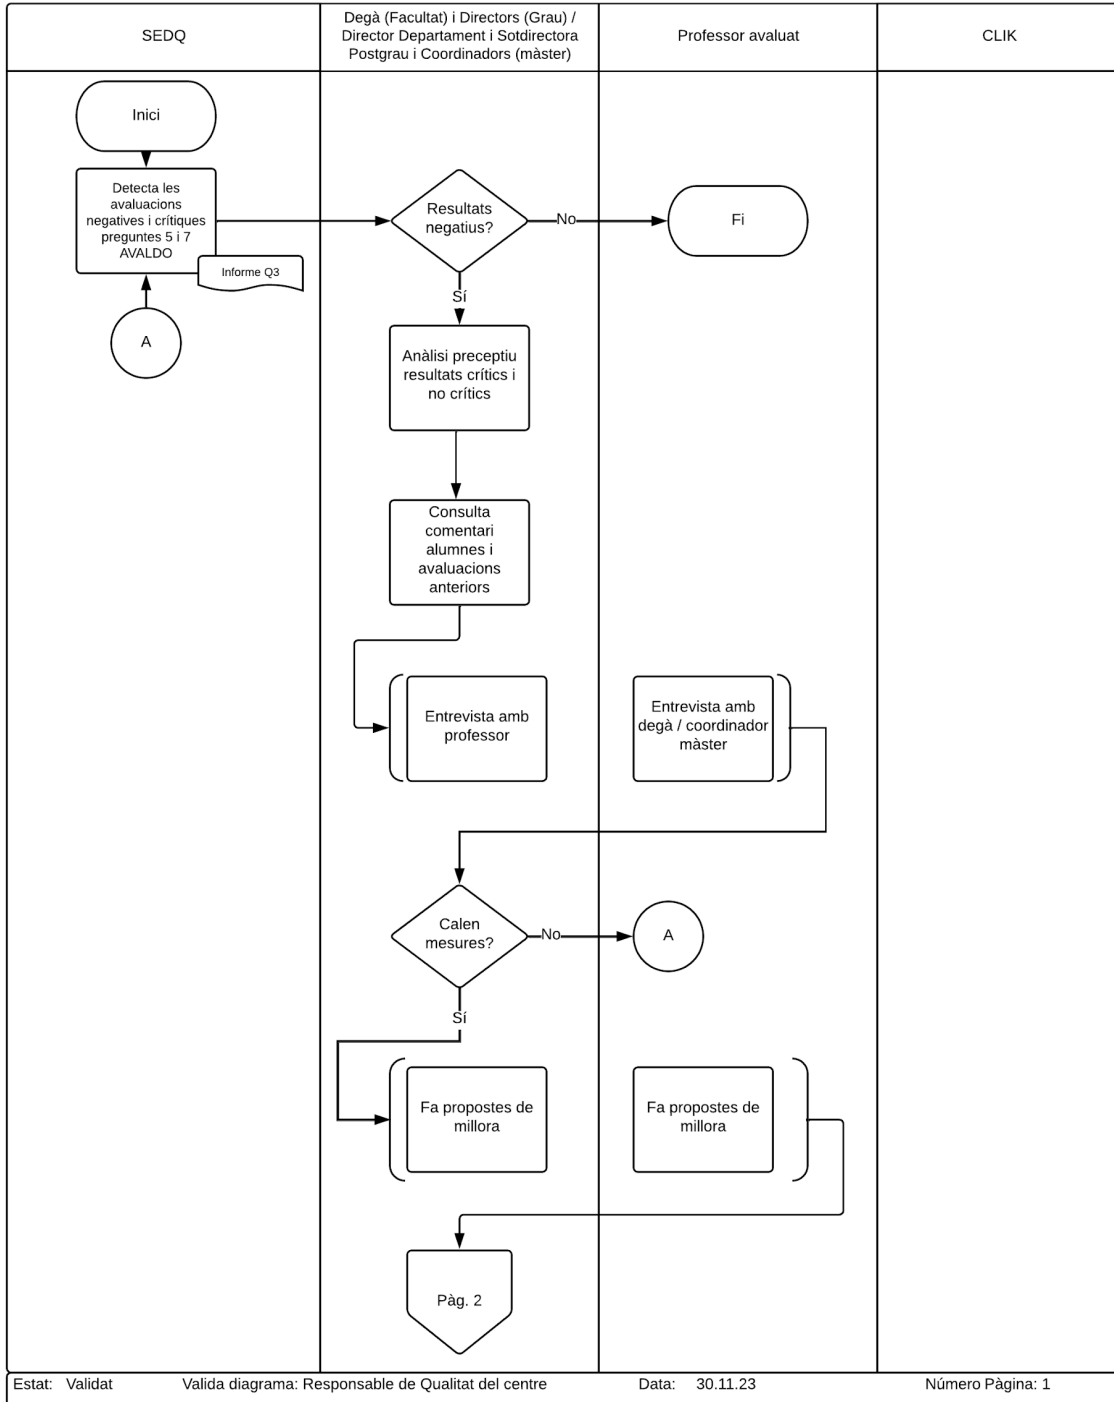 SEDQ
Degà (Facultat) i Directors (Grau) /
Director Departament i Sotdirectora
Postgrau i Coordinadors (màster)
Professor avaluat
CLIK
Inici
Detecta les
avaluacions
negatives i crítiques
preguntes 5 i 7
AVALDO
Informe Q3
A
Resultats
negatius?
No
Fi
Sí
Anàlisi preceptiu
resultats crítics i
no crítics
Consulta
comentari
alumnes i
avaluacions
anteriors
Entrevista amb
professor
Entrevista amb
degà / coordinador
màster
Calen
mesures?
No
A
Sí
Fa propostes de
millora
Fa propostes de
millora
Pàg. 2
Estat: Validat
Valida diagrama: Responsable de Qualitat del centre
Data: 30.11.23
Número Pàgina: 1